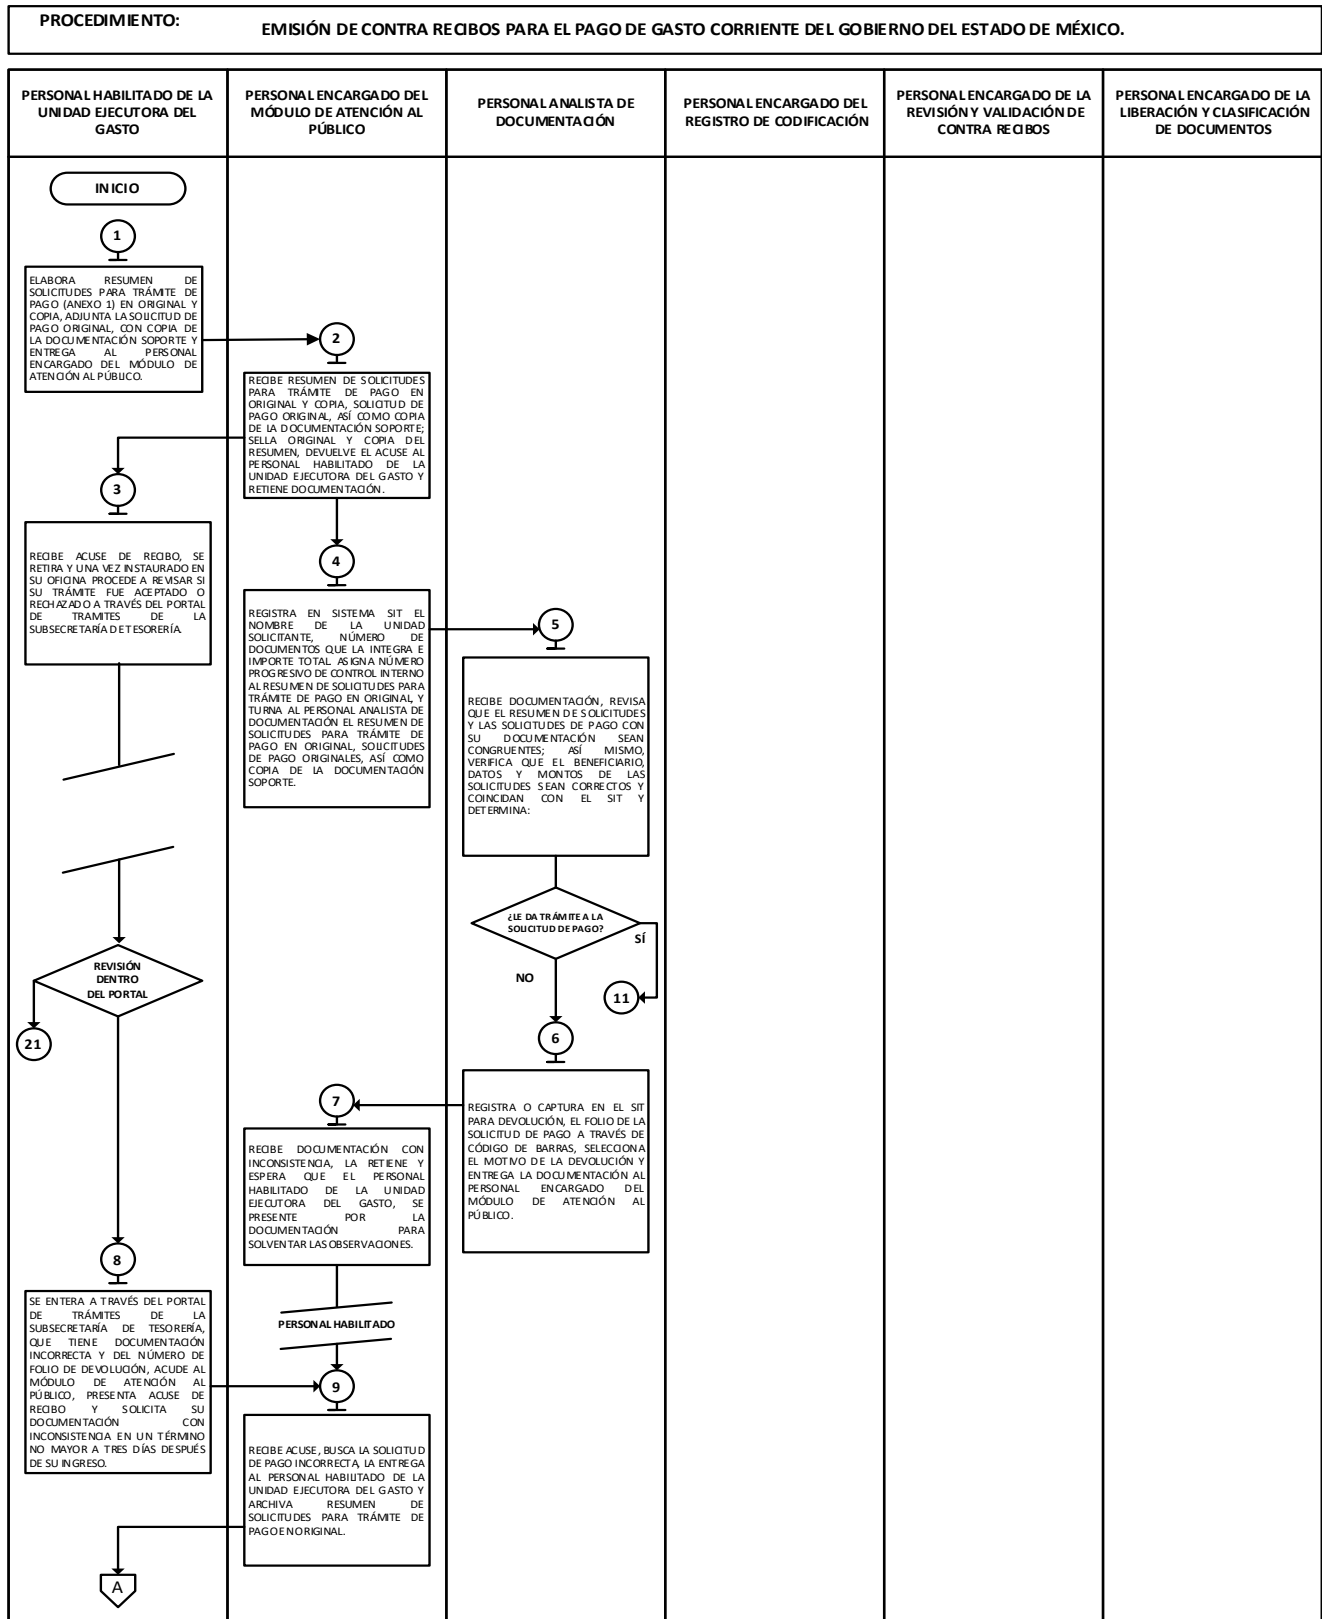 PROCEDIMIENTO:
EMISIÓN DE CONTRA RECIBOS PARA EL PAGO DE GASTO CORRIENTE DEL GOBIERNO DEL ESTADO DE MÉXICO.
PERSONAL HABILITADO DE LA
UNIDAD EJECUTORA DEL
GASTO
PERSONAL ENCARGADO DEL
MÓDULO DE ATENCIÓN AL
PÚBLICO
PERSONAL ANALISTA DE
DOCUMENTACIÓN
PERSONAL ENCARGADO DEL
REGISTRO DE CODIFICACIÓN
PERSONAL ENCARGADO DE LA
REVISIÓN Y VALIDACIÓN DE
CONTRA RECIBOS
PERSONAL ENCARGADO DE LA
LIBERACIÓN Y CLASIFICACIÓN
DE DOCUMENTOS
INICIO
1
ELABORA RESUMEN DE
SOLICITUDES PARA TRÁMITE DE
PAGO (ANEXO 1) EN ORIGINAL Y
COPIA, ADJUNTA LA SOLICITUD DE
PAGO ORIGINAL, CON COPIA DE
LA DOCUMENTACIÓN SOPORTE Y
ENTREGA AL PERSONAL
ENCARGADO DEL MÓDULO DE
ATENCIÓN AL PÚBLICO.
2
RECIBE RESUMEN DE SOLICITUDES
PARA TRÁMITE DE PAGO EN
ORIGINAL Y COPIA, SOLICITUD DE
PAGO ORIGINAL, ASÍ COMO COPIA
DE LA DOCUMENTACIÓN SOPORTE;
SELLA ORIGINAL Y COPIA DEL
RESUMEN, DEVUELVE EL ACUSE AL
PERSONAL HABILITADO DE LA
UNIDAD EJECUTORA DEL GASTO Y
RETIENE DOCUMENTACIÓN.
3
RECIBE ACUSE DE RECIBO, SE
RETIRA Y UNA VEZ INSTAURADO EN
SU OFICINA PROCEDE A REVISAR SI
SU TRÁMITE FUE ACEPTADO O
RECHAZADO A TRAVÉS DEL PORTAL
DE TRAMITES DE LA
SUBSECRETARÍA DE TESORERÍA.
4
REGISTRA EN SISTEMA SIT EL
NOMBRE DE LA UNIDAD
SOLICITANTE, NÚMERO DE
DOCUMENTOS QUE LA INTEGRA E
IMPORTE TOTAL. ASIGNA NÚMERO
PROGRESIVO DE CONTROL INTERNO
AL RESUMEN DE SOLICITUDES PARA
TRÁMITE DE PAGO EN ORIGINAL, Y
TURNA AL PERSONAL ANALISTA DE
DOCUMENTACIÓN EL RESUMEN DE
SOLICITUDES PARA TRÁMITE DE
PAGO EN ORIGINAL, SOLICITUDES
DE PAGO ORIGINALES, ASÍ COMO
COPIA DE LA DOCUMENTACIÓN
SOPORTE.
5
RECIBE DOCUMENTACIÓN, REVISA
QUE EL RESUMEN DE SOLICITUDES
Y LAS SOLICITUDES DE PAGO CON
SU DOCUMENTACIÓN SEAN
CONGRUENTES; ASÍ MISMO,
VERIFICA QUE EL BENEFICIARIO,
DATOS Y MONTOS DE LAS
SOLICITUDES SEAN CORRECTOS Y
COINCIDAN CON EL SIT Y
DETERMINA:
¿LE DA TRÁMITE A LA
SOLICITUD DE PAGO?
SÍ
NO
11
REVISIÓN
DENTRO
DEL PORTAL
21
6
REGISTRA O CAPTURA EN EL SIT
PARA DEVOLUCIÓN, EL FOLIO DE LA
SOLICITUD DE PAGO A TRAVÉS DE
CÓDIGO DE BARRAS, SELECCIONA
EL MOTIVO DE LA DEVOLUCIÓN Y
ENTREGA LA DOCUMENTACIÓN AL
PERSONAL ENCARGADO DEL
MÓDULO DE ATENCIÓN AL
PÚBLICO.
7
RECIBE DOCUMENTACIÓN CON
INCONSISTENCIA, LA RETIENE Y
ESPERA QUE EL PERSONAL
HABILITADO DE LA UNIDAD
EJECUTORA DEL GASTO, SE
PRESENTE POR LA
DOCUMENTACIÓN PARA
SOLVENTAR LAS OBSERVACIONES.
PERSONAL HABILITADO
8
SE ENTERA A TRAVÉS DEL PORTAL
DE TRÁMITES DE LA
SUBSECRETARÍA DE TESORERÍA,
QUE TIENE DOCUMENTACIÓN
INCORRECTA Y DEL NÚMERO DE
FOLIO DE DEVOLUCIÓN, ACUDE AL
MÓDULO DE ATENCIÓN AL
PÚBLICO, PRESENTA ACUSE DE
RECIBO Y SOLICITA SU
DOCUMENTACIÓN CON
INCONSISTENCIA EN UN TÉRMINO
NO MAYOR A TRES DÍAS DESPUÉS
DE SU INGRESO.
9
RECIBE ACUSE, BUSCA LA SOLICITUD
DE PAGO INCORRECTA, LA ENTREGA
AL PERSONAL HABILITADO DE LA
UNIDAD EJECUTORA DEL GASTO Y
ARCHIVA RESUMEN DE
SOLICITUDES PARA TRÁMITE DE
PAGO EN ORIGINAL.
A